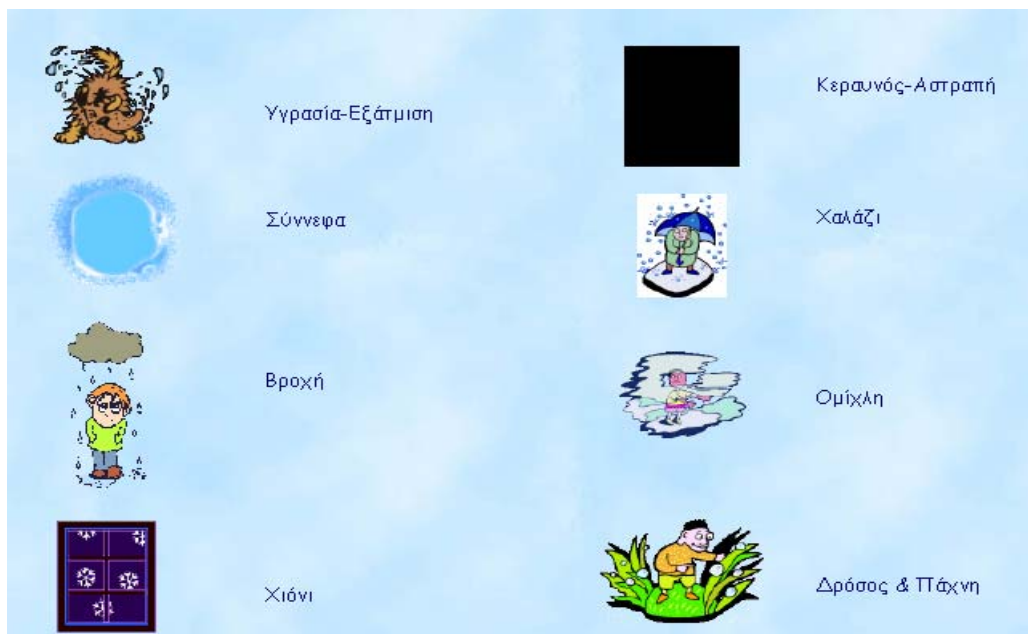 Υγρασία-Εξάτμιση
Σύννεφα
Βροχή
Χιόνι
Κεραυνός-Αστραπή
Χαλάζι
Ομίχλη
Δρόσος & Πάχνη